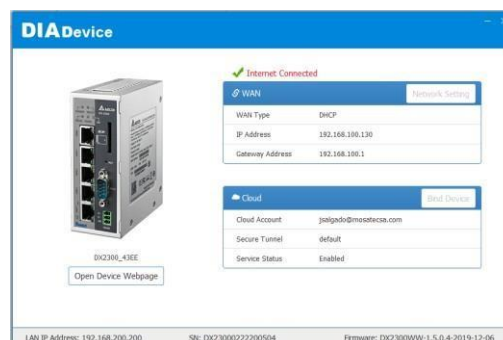 DIADevice
Internet Connected
WAN
Network Setting
WAN Type DHCP
IP Address 192.168.100.130
Gateway Address 192.168.100.1
Cloud
Bind Device
Cloud Account jsalgado@mosatecsa.com
Secure Tunnel default
Service Status Enabled
DX2300_43EE
Open Device Webpage
LAN IP Address: 192.168.200.200 SN: DX23000222200504 Firmware: DX2300WW-1.5.0.4-2019-12-06